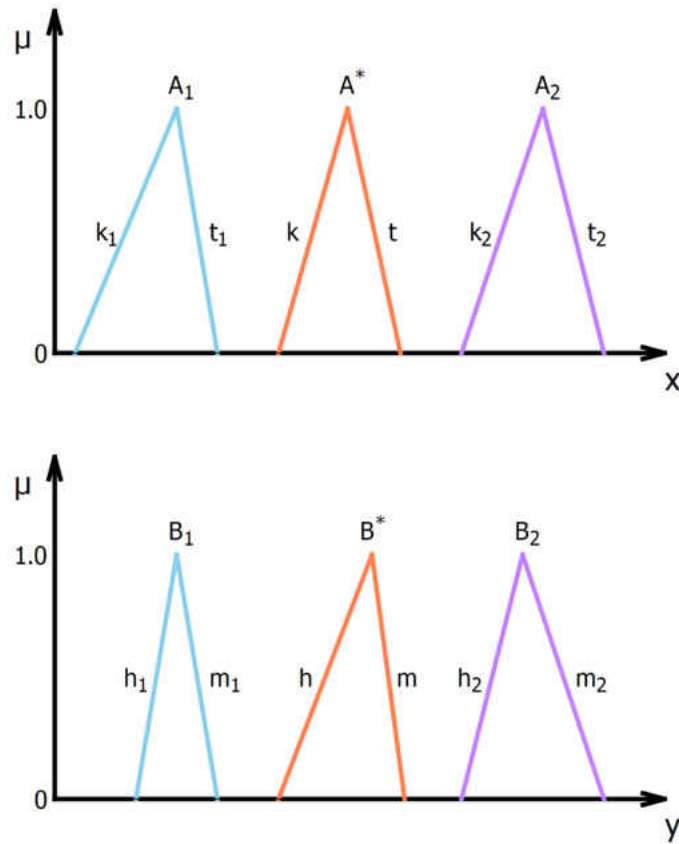 μ
A₁ A* A₂
1.0
k₁ t₁ k t k₂ t₂
0
x
μ
B₁ B* B₂
1.0
h₁ m₁ h m h₂ m₂
0
y